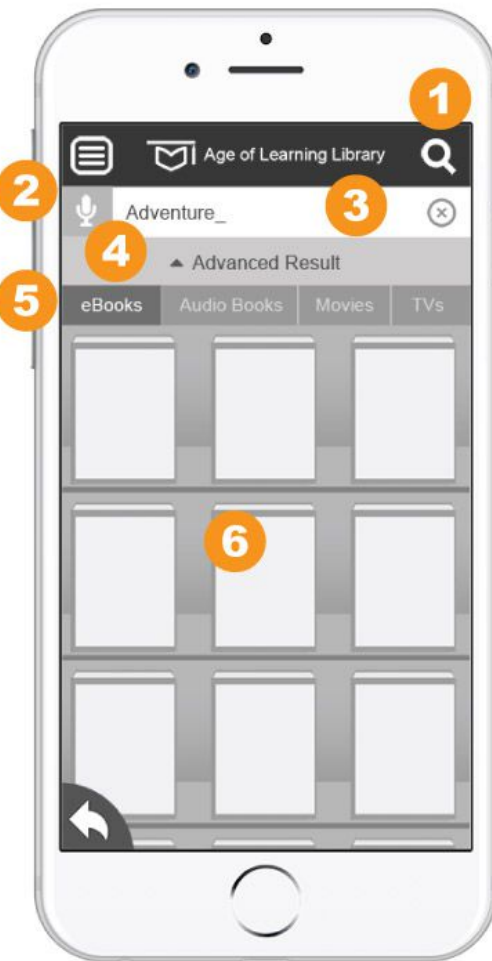 1
Age of Learning Library
2
3
Adventure_
4
Advanced Result
5
eBooks Audio Books Movies TVs
6